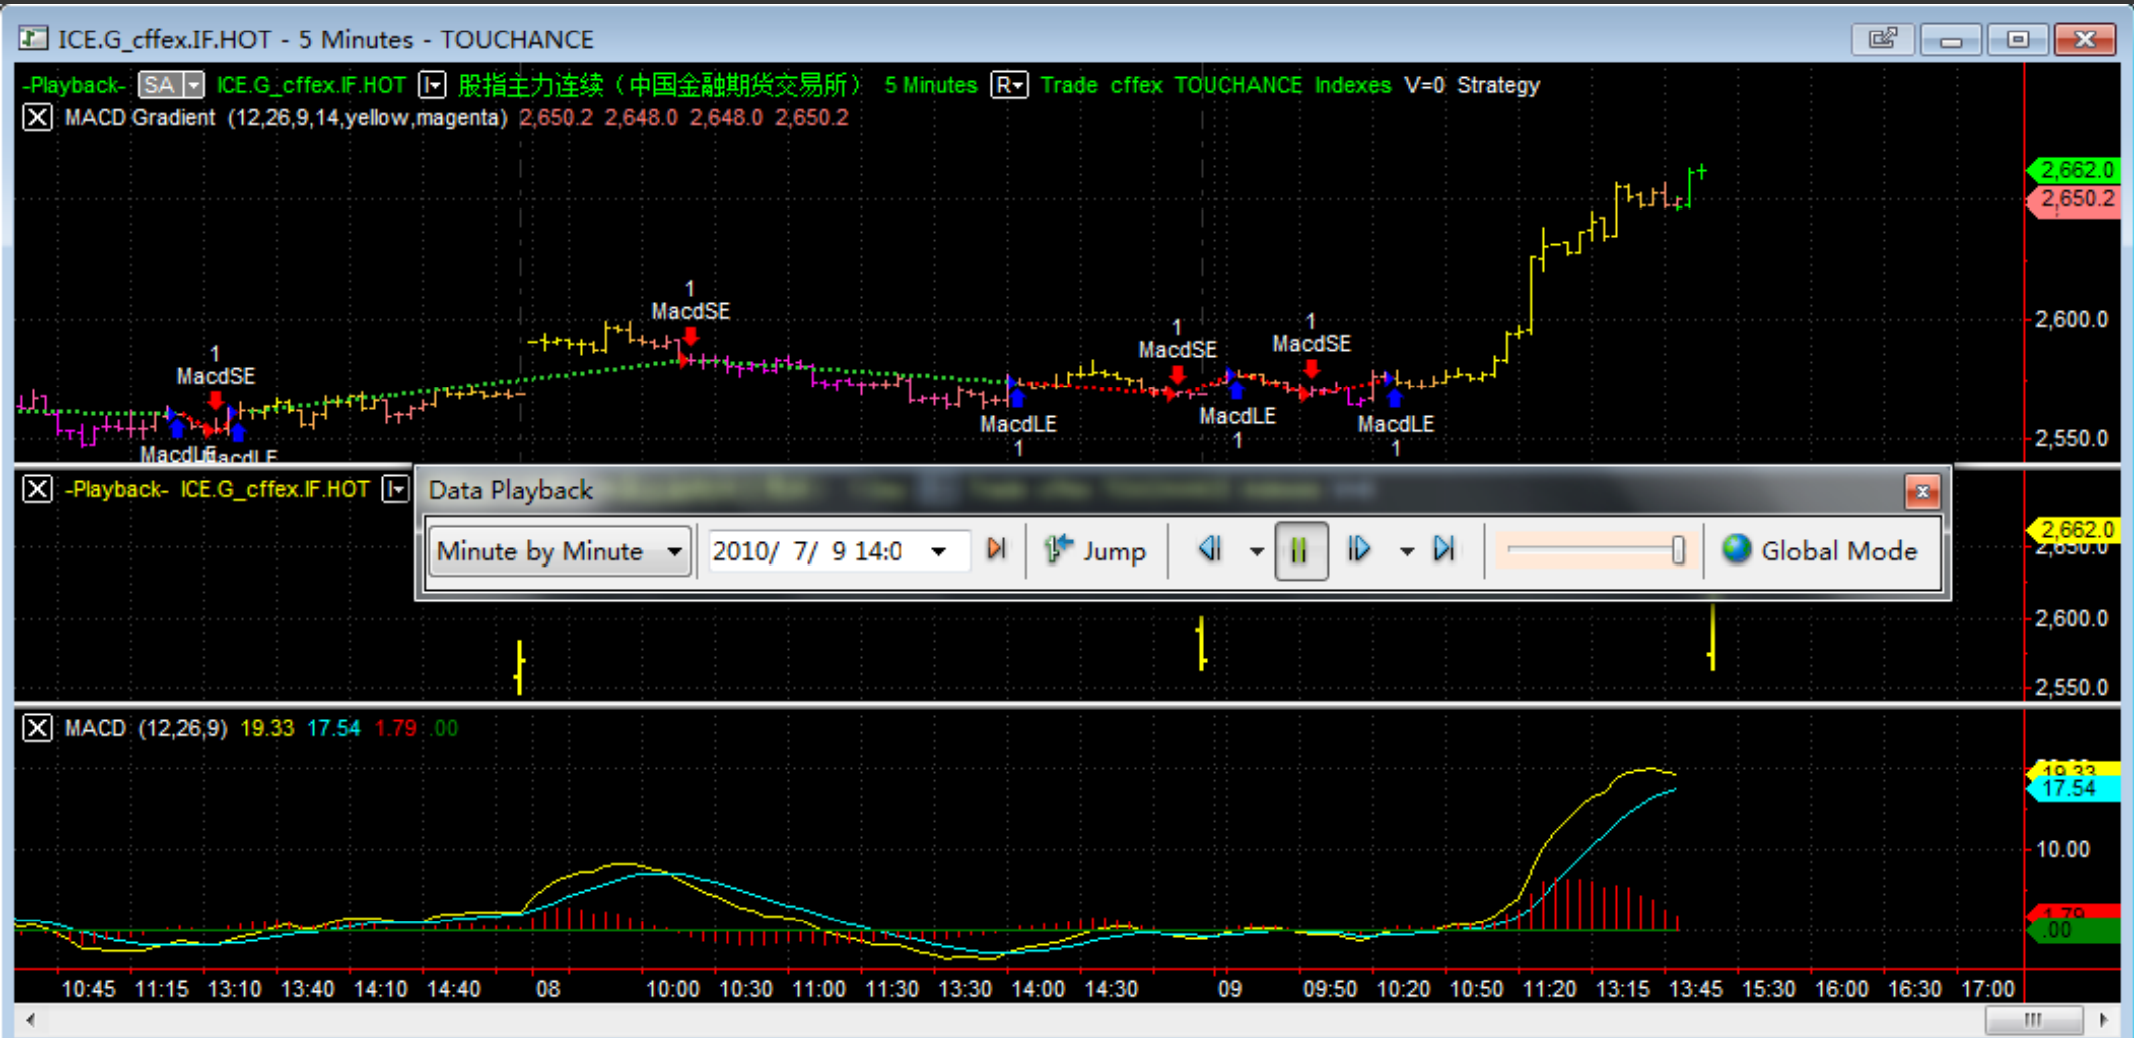 ICE.G_cffex.IF.HOT - 5 Minutes - TOUCHANCE
-Playback- SA ICE.G_cffex.IF.HOT I 股指主力连续（中国金融期货交易所） 5 Minutes R Trade cffex TOUCHANCE Indexes V=0 Strategy
MACD Gradient (12,26,9,14,yellow,magenta) 2,650.2 2,648.0 2,648.0 2,650.2
2,662.0
2,650.2
1
MacdSE
1
MacdSE
1
MacdSE
1
MacdSE
2,600.0
MacdLE
1
MacdLE
1
MacdLE
1
2,550.0
-Playback- ICE.G_cffex.IF.HOT I
Data Playback
Minute by Minute 2010/ 7/ 9 14:0 Jump Global Mode
2,662.0
2,650.0
2,600.0
2,550.0
MACD (12,26,9) 19.33 17.54 1.79 .00
19.33
17.54
10.00
1.79
.00
10:45 11:15 13:10 13:40 14:10 14:40 08 10:00 10:30 11:00 11:30 13:30 14:00 14:30 09 09:50 10:20 10:50 11:20 13:15 13:45 15:30 16:00 16:30 17:00